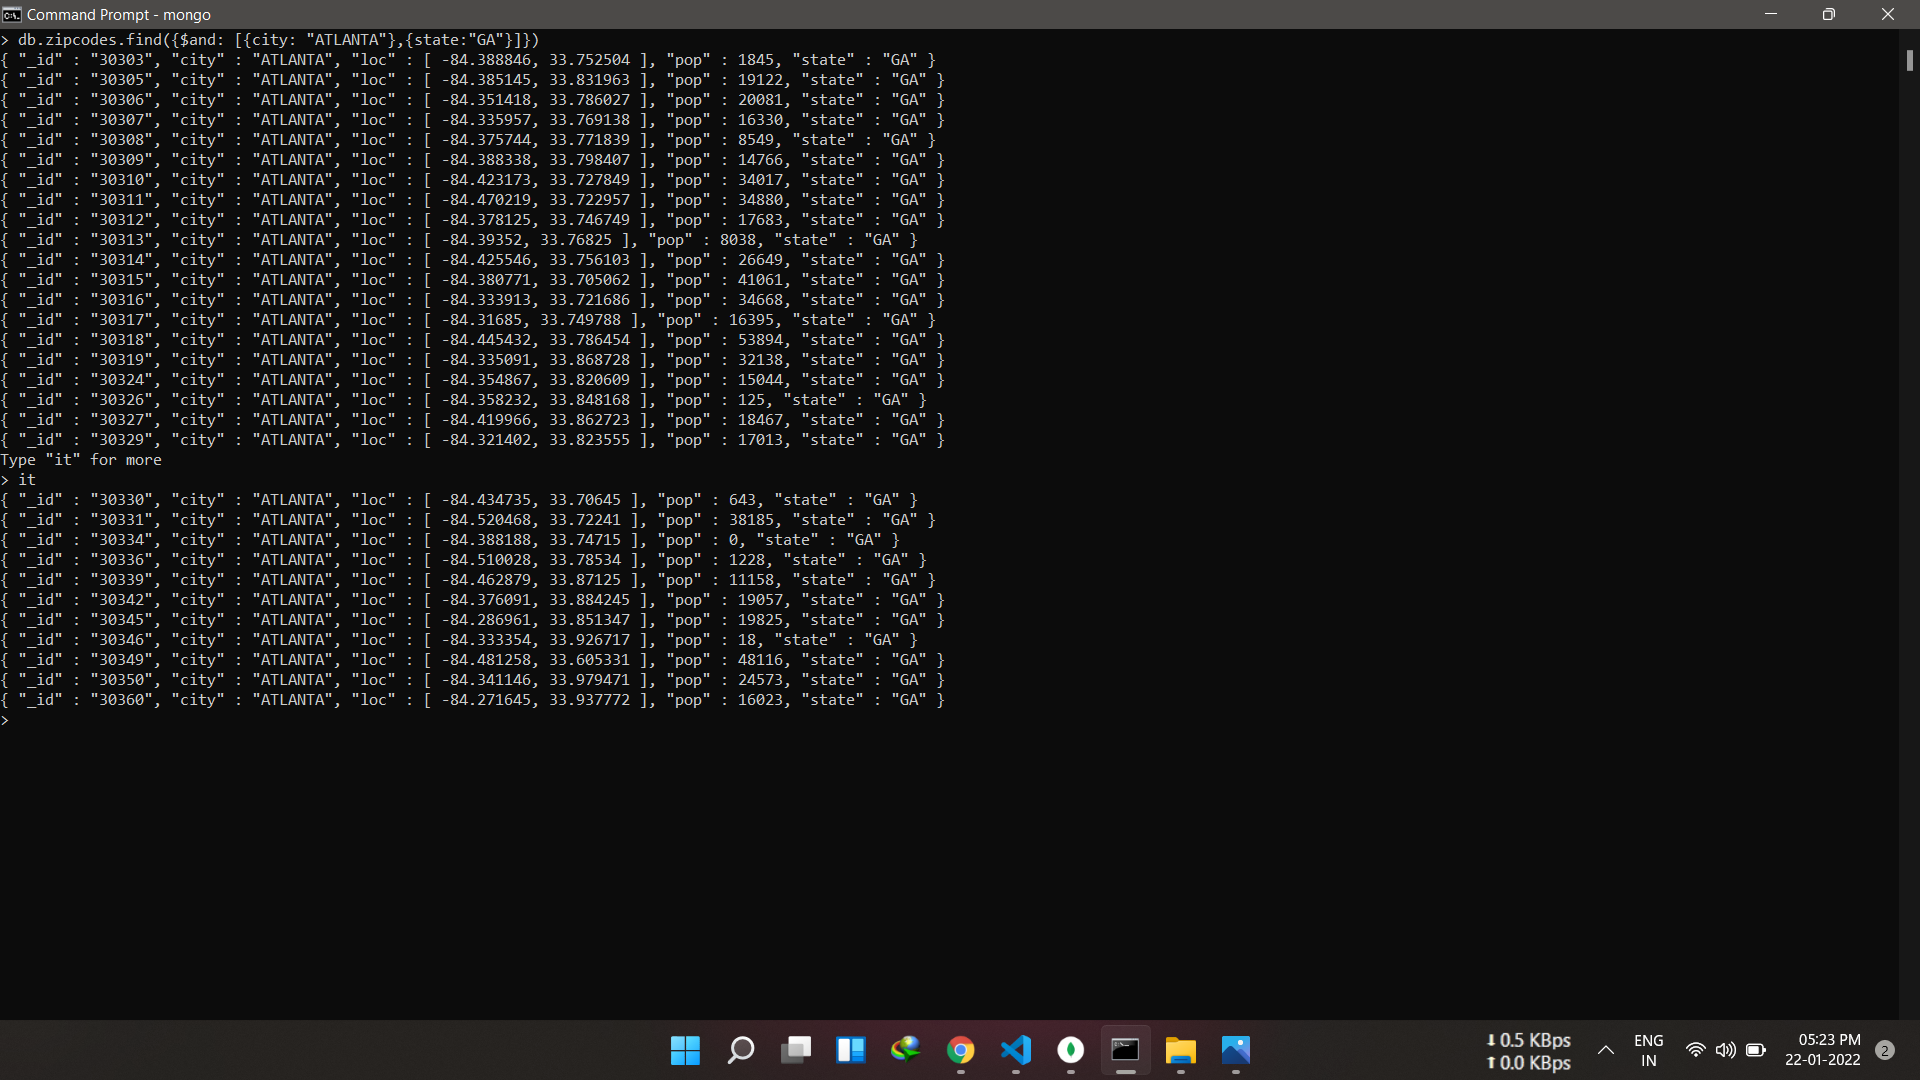 Command Prompt - mongo
> db.zipcodes.find({$and: [{city: "ATLANTA"},{state:"GA"}]})
{ "_id" : "30303", "city" : "ATLANTA", "loc" : [ -84.388846, 33.752504 ], "pop" : 1845, "state" : "GA" }
{ "_id" : "30305", "city" : "ATLANTA", "loc" : [ -84.385145, 33.831963 ], "pop" : 19122, "state" : "GA" }
{ "_id" : "30306", "city" : "ATLANTA", "loc" : [ -84.351418, 33.786027 ], "pop" : 20081, "state" : "GA" }
{ "_id" : "30307", "city" : "ATLANTA", "loc" : [ -84.335957, 33.769138 ], "pop" : 16330, "state" : "GA" }
{ "_id" : "30308", "city" : "ATLANTA", "loc" : [ -84.375744, 33.771839 ], "pop" : 8549, "state" : "GA" }
{ "_id" : "30309", "city" : "ATLANTA", "loc" : [ -84.388338, 33.798407 ], "pop" : 14766, "state" : "GA" }
{ "_id" : "30310", "city" : "ATLANTA", "loc" : [ -84.423173, 33.727849 ], "pop" : 34017, "state" : "GA" }
{ "_id" : "30311", "city" : "ATLANTA", "loc" : [ -84.470219, 33.722957 ], "pop" : 34880, "state" : "GA" }
{ "_id" : "30312", "city" : "ATLANTA", "loc" : [ -84.378125, 33.746749 ], "pop" : 17683, "state" : "GA" }
{ "_id" : "30313", "city" : "ATLANTA", "loc" : [ -84.39352, 33.76825 ], "pop" : 8038, "state" : "GA" }
{ "_id" : "30314", "city" : "ATLANTA", "loc" : [ -84.425546, 33.756103 ], "pop" : 26649, "state" : "GA" }
{ "_id" : "30315", "city" : "ATLANTA", "loc" : [ -84.380771, 33.705062 ], "pop" : 41061, "state" : "GA" }
{ "_id" : "30316", "city" : "ATLANTA", "loc" : [ -84.333913, 33.721686 ], "pop" : 34668, "state" : "GA" }
{ "_id" : "30317", "city" : "ATLANTA", "loc" : [ -84.31685, 33.749788 ], "pop" : 16395, "state" : "GA" }
{ "_id" : "30318", "city" : "ATLANTA", "loc" : [ -84.445432, 33.786454 ], "pop" : 53894, "state" : "GA" }
{ "_id" : "30319", "city" : "ATLANTA", "loc" : [ -84.335091, 33.868728 ], "pop" : 32138, "state" : "GA" }
{ "_id" : "30324", "city" : "ATLANTA", "loc" : [ -84.354867, 33.820609 ], "pop" : 15044, "state" : "GA" }
{ "_id" : "30326", "city" : "ATLANTA", "loc" : [ -84.358232, 33.848168 ], "pop" : 125, "state" : "GA" }
{ "_id" : "30327", "city" : "ATLANTA", "loc" : [ -84.419966, 33.862723 ], "pop" : 18467, "state" : "GA" }
{ "_id" : "30329", "city" : "ATLANTA", "loc" : [ -84.321402, 33.823555 ], "pop" : 17013, "state" : "GA" }
Type "it" for more
> it
{ "_id" : "30330", "city" : "ATLANTA", "loc" : [ -84.434735, 33.70645 ], "pop" : 643, "state" : "GA" }
{ "_id" : "30331", "city" : "ATLANTA", "loc" : [ -84.520468, 33.72241 ], "pop" : 38185, "state" : "GA" }
{ "_id" : "30334", "city" : "ATLANTA", "loc" : [ -84.388188, 33.74715 ], "pop" : 0, "state" : "GA" }
{ "_id" : "30336", "city" : "ATLANTA", "loc" : [ -84.510028, 33.78534 ], "pop" : 1228, "state" : "GA" }
{ "_id" : "30339", "city" : "ATLANTA", "loc" : [ -84.462879, 33.87125 ], "pop" : 11158, "state" : "GA" }
{ "_id" : "30342", "city" : "ATLANTA", "loc" : [ -84.376091, 33.884245 ], "pop" : 19057, "state" : "GA" }
{ "_id" : "30345", "city" : "ATLANTA", "loc" : [ -84.286961, 33.851347 ], "pop" : 19825, "state" : "GA" }
{ "_id" : "30346", "city" : "ATLANTA", "loc" : [ -84.333354, 33.926717 ], "pop" : 18, "state" : "GA" }
{ "_id" : "30349", "city" : "ATLANTA", "loc" : [ -84.481258, 33.605331 ], "pop" : 48116, "state" : "GA" }
{ "_id" : "30350", "city" : "ATLANTA", "loc" : [ -84.341146, 33.979471 ], "pop" : 24573, "state" : "GA" }
{ "_id" : "30360", "city" : "ATLANTA", "loc" : [ -84.271645, 33.937772 ], "pop" : 16023, "state" : "GA" }
>
0.5 KBps
0.0 KBps
ENG
IN
05:23 PM
22-01-2022
2